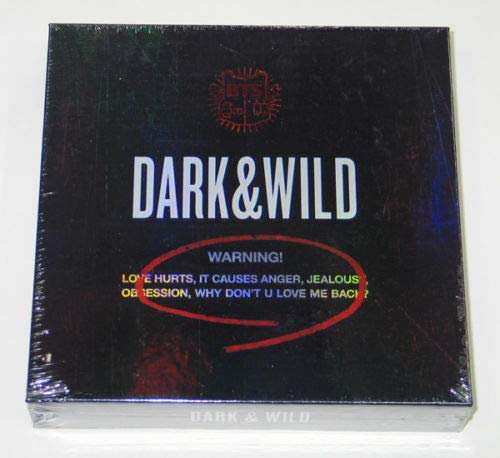 BTS
DARK&WILD
WARNING!
LOVE HURTS, IT CAUSES ANGER, JEALOUSY,
OBSESSION, WHY DON'T U LOVE ME BACK?
DARK & WILD